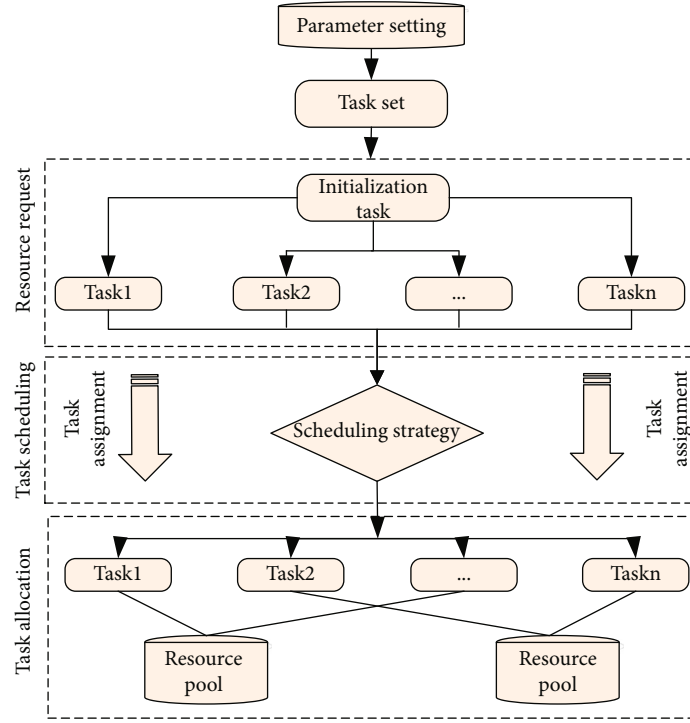 Parameter setting
Task set
Resource request
Initialization
task
Task1
Task2
...
Taskn
Task scheduling
Task
assignment
Scheduling strategy
Task
assignment
Task allocation
Task1
Task2
...
Taskn
Resource
pool
Resource
pool